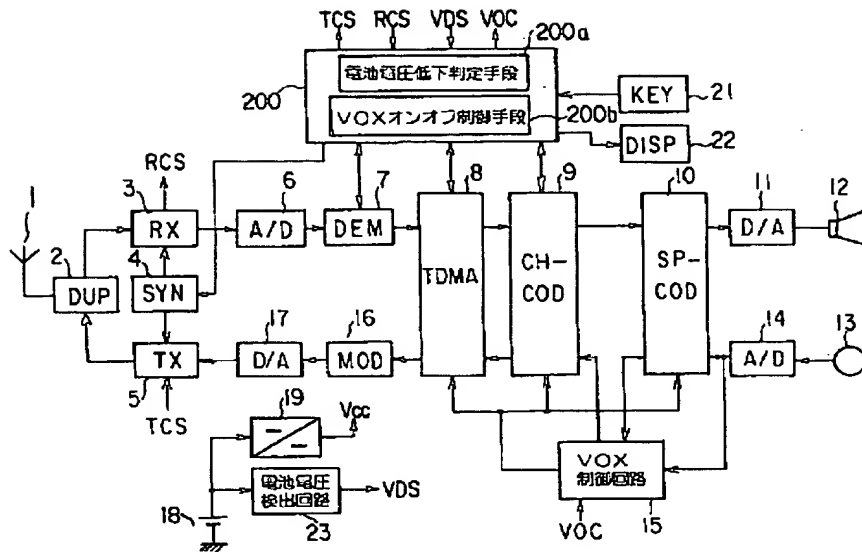 TCS RCS VDS VOC
200a
200
電池電圧低下判定手段
VOXオンオフ制御手段
200b
KEY
21
DISP
22
RCS
1
3
6
7
8
9
10
11
12
RX
A/D
DEM
TDMA
CH-
COD
SP-
COD
D/A
2
4
DUP
SYN
17
16
14
13
TX
D/A
MOD
A/D
5
TCS
19
Vcc
電池電圧
検出回路
VDS
18
23
VOX
制御回路
VOC
15